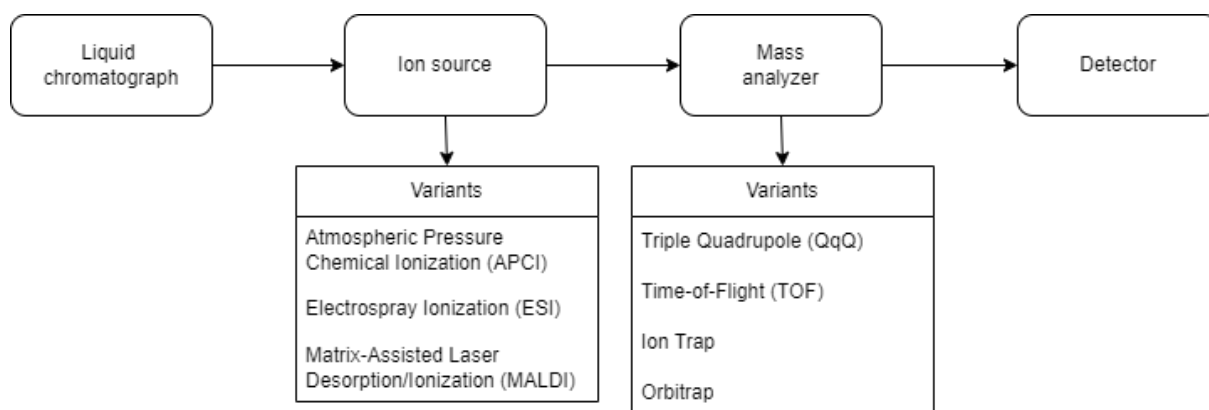 Liquid
chromatograph
Ion source
Mass
analyzer
Detector
Variants
Atmospheric Pressure
Chemical Ionization (APCI)
Electrospray Ionization (ESI)
Matrix-Assisted Laser
Desorption/Ionization (MALDI)
Variants
Triple Quadrupole (QqQ)
Time-of-Flight (TOF)
Ion Trap
Orbitrap